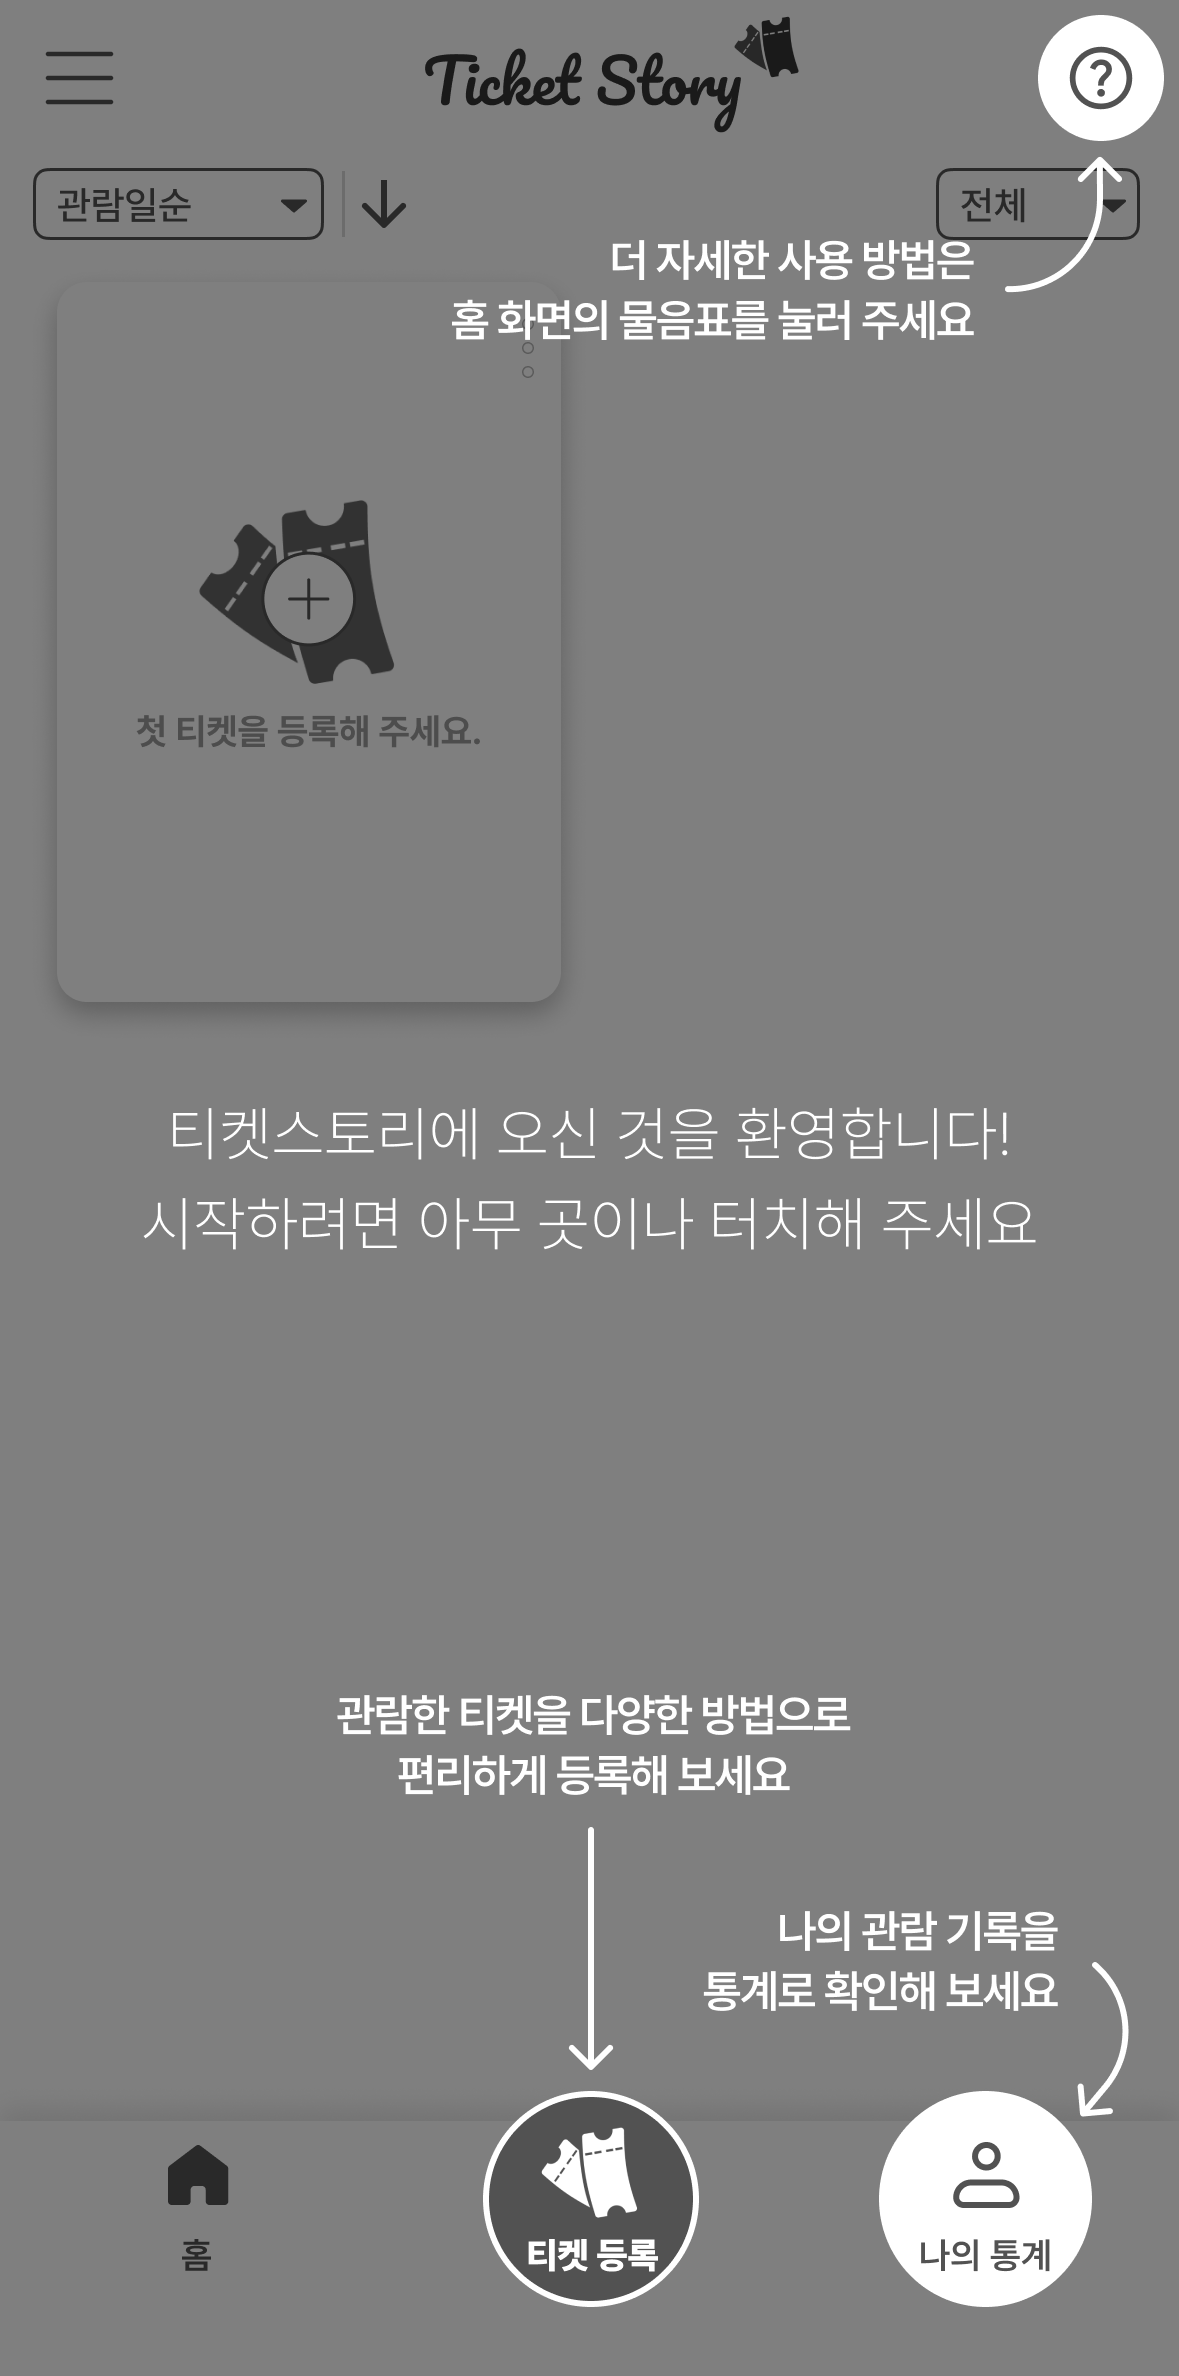 Ticket Story
관람일순
전체
더 자세한 사용 방법은
홈 화면의 물음표를 눌러 주세요
첫 티켓을 등록해 주세요.
티켓스토리에 오신 것을 환영합니다!
시작하려면 아무 곳이나 터치해 주세요
관람한 티켓을 다양한 방법으로
편리하게 등록해 보세요
나의 관람 기록을
통계로 확인해 보세요
홈
티켓 등록
나의 통계